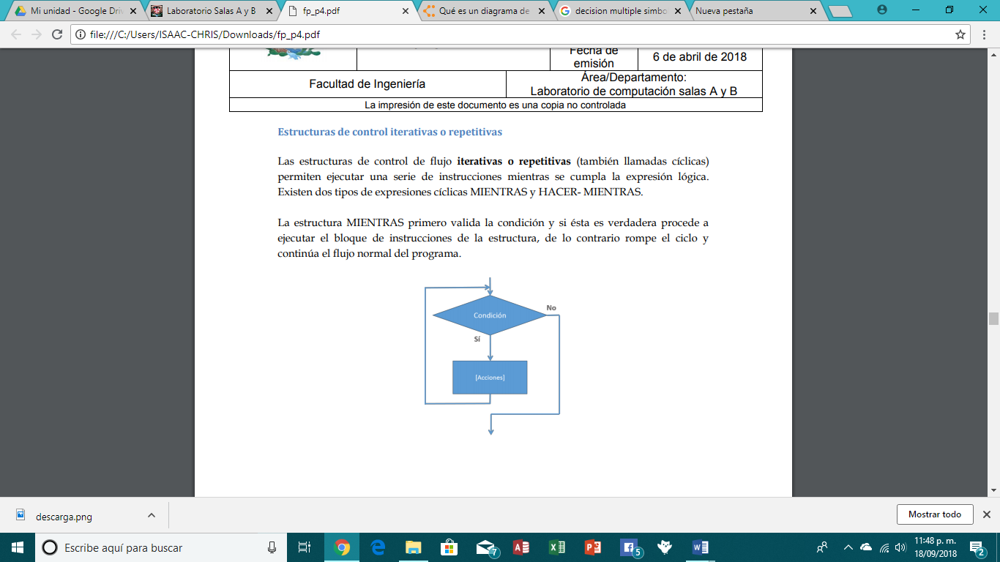 Mi unidad - Google Driv
Laboratorio Salas A y B
fp_p4.pdf
Qué es un diagrama de
decision multiple simbo
Nueva pestaña
file:///C:/Users/ISAAC-CHRIS/Downloads/fp_p4.pdf
Fecha de
emisión
6 de abril de 2018
Facultad de Ingeniería
Área/Departamento:
Laboratorio de computación salas A y B
La impresión de este documento es una copia no controlada
Estructuras de control iterativas o repetitivas
Las estructuras de control de flujo iterativas o repetitivas (también llamadas cíclicas)
permiten ejecutar una serie de instrucciones mientras se cumpla la expresión lógica.
Existen dos tipos de expresiones cíclicas MIENTRAS y HACER- MIENTRAS.
La estructura MIENTRAS primero valida la condición y si ésta es verdadera procede a
ejecutar el bloque de instrucciones de la estructura, de lo contrario rompe el ciclo y
continúa el flujo normal del programa.
Condición
No
Sí
[Acciones]
descarga.png
Mostrar todo
Escribe aquí para buscar
7
5
11:48 p. m.
18/09/2018
2